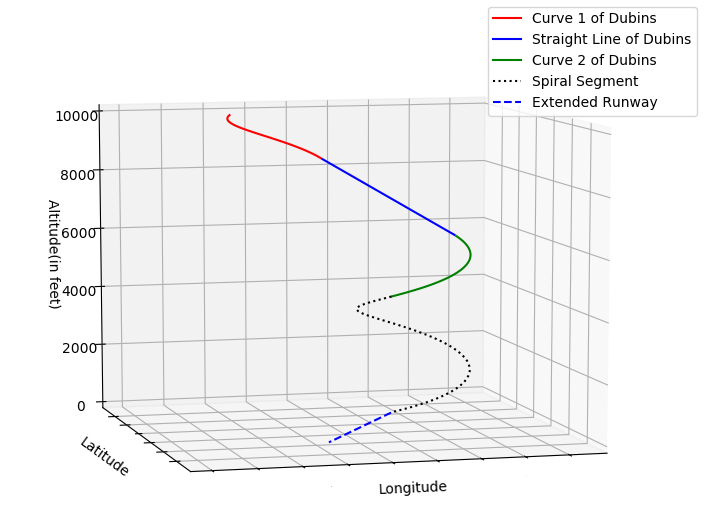 Curve 1 of Dubins
Straight Line of Dubins
Curve 2 of Dubins
Spiral Segment
Extended Runway
10000
8000
6000
4000
2000
0
Altitude(in feet)
Latitude
Longitude